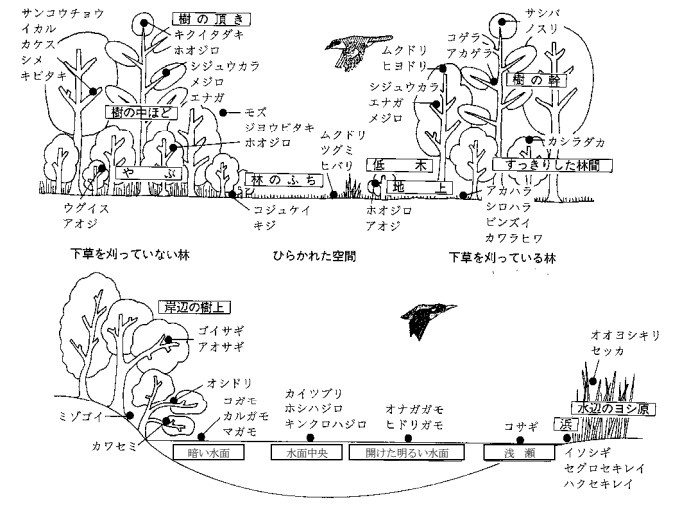 サンコウチョウ
イカル
カケス
シメ
キビタキ
樹の頂き
キクイタダキ
ホオジロ
シジュウカラ
メジロ
エナガ
樹の中ほど
モズ
ジョウビタキ
ホオジロ
やぶ
ウグイス
アオジ
林のふち
コジュケイ
キジ
ムクドリ
ツグミ
ヒバリ
ムクドリ
ヒヨドリ
シジュウカラ
エナガ
メジロ
低木
地上
ホオジロ
アオジ
サシバ
ノスリ
コゲラ
アカゲラ
樹の幹
カシラダカ
すっきりした林間
アカハラ
シロハラ
ビンズイ
カワラヒワ
下草を刈っていない林
ひらかれた空間
下草を刈っている林
岸辺の樹上
ゴイサギ
アオサギ
オシドリ
コガモ
カルガモ
マガモ
ミゾゴイ
カワセミ
暗い水面
カイツブリ
ホシハジロ
キンクロハジロ
水面中央
オナガガモ
ヒドリガモ
開けた明るい水面
コサギ
浅瀬
オオヨシキリ
セッカ
水辺のヨシ原
浜
イソシギ
セグロセキレイ
ハクセキレイ